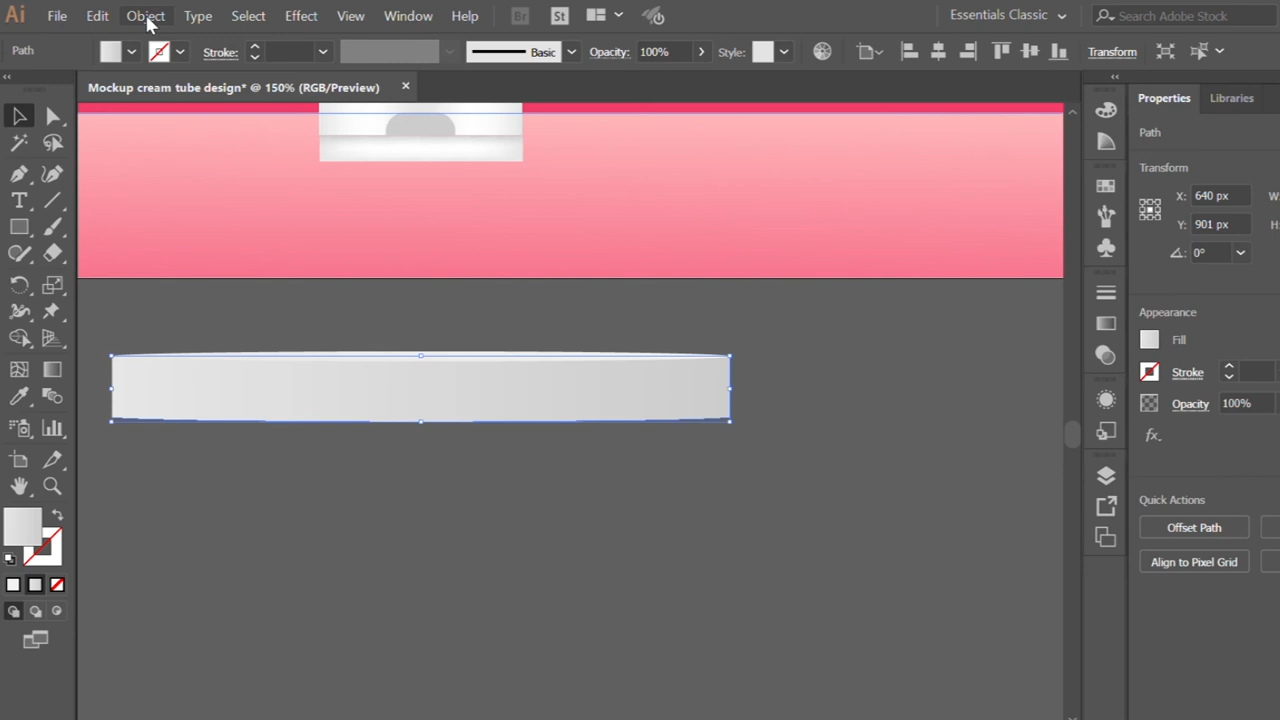 Ai File Edit Object Type Select Effect View Window Help Br St Essentials Classic Search Adobe Stock
Path Stroke: Basic Opacity: 100% Style: Transform
Mockup cream tube design* @ 150% (RGB/Preview) ×
Properties Libraries
Path
Transform
X: 640 px W:
Y: 901 px H:
0°
Appearance
Fill
Stroke
Opacity 100%
fx.
Quick Actions
Offset Path
Align to Pixel Grid
T